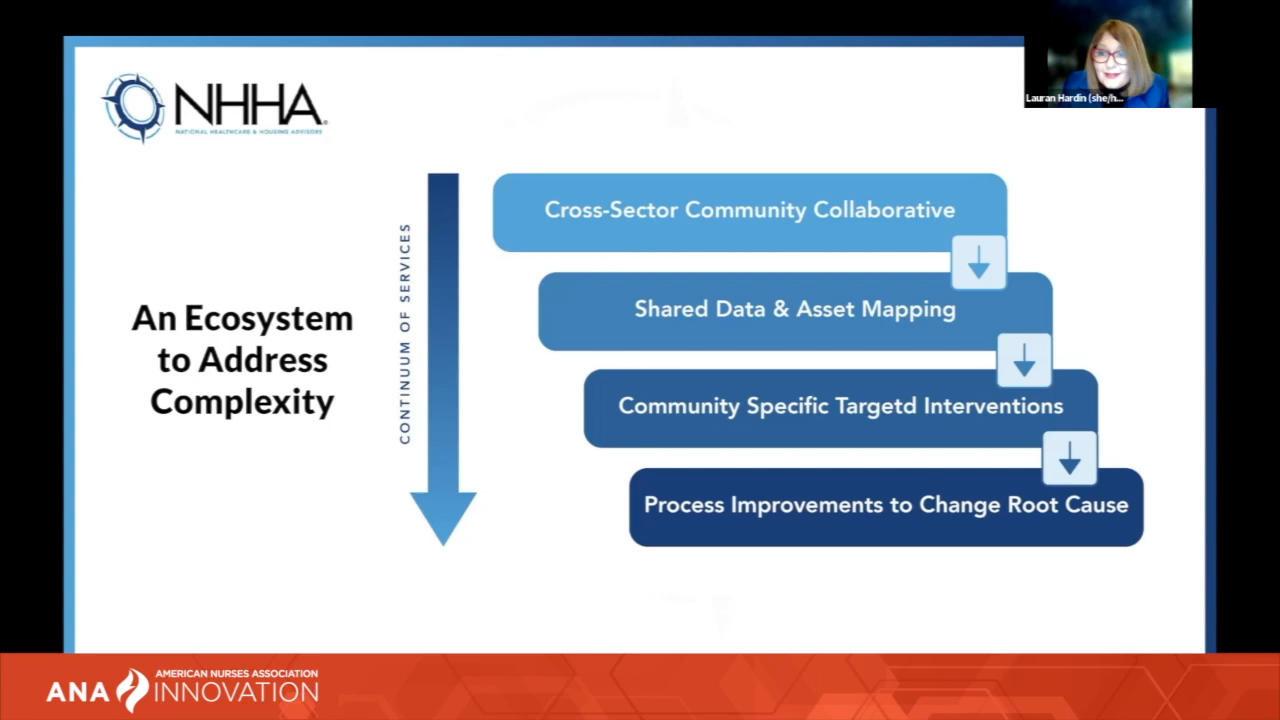 Lauran Hardin (she/h...
NHHA
NATIONAL HEALTHCARE & HOUSING ADVISORS
An Ecosystem
to Address
Complexity
CONTINUUM OF SERVICES
Cross-Sector Community Collaborative
Shared Data & Asset Mapping
Community Specific Targetd Interventions
Process Improvements to Change Root Cause
ANA
AMERICAN NURSES ASSOCIATION
INNOVATION